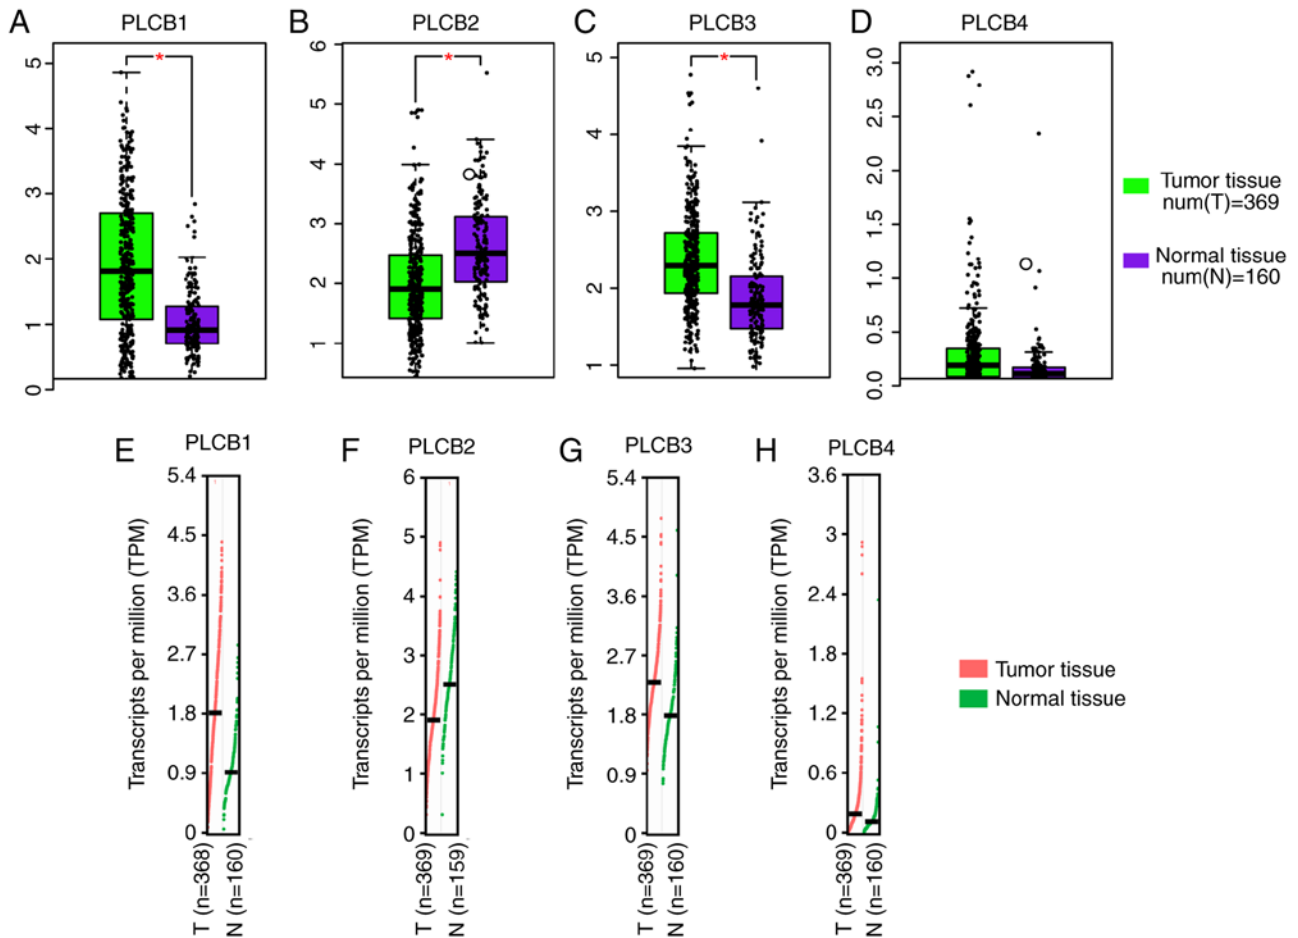 A
PLCB1
*
5
4
3
2
1
0
B
PLCB2
*
6
5
4
3
2
1
C
PLCB3
*
5
4
3
2
1
D
PLCB4
3.0
2.5
2.0
1.5
1.0
0.5
0.0
Tumor tissue
num(T)=369
Normal tissue
num(N)=160
E
PLCB1
Transcripts per million (TPM)
5.4
4.5
3.6
2.7
1.8
0.9
0
T (n=368)
N (n=160)
F
PLCB2
Transcripts per million (TPM)
6
5
4
3
2
1
0
T (n=369)
N (n=159)
G
PLCB3
Transcripts per million (TPM)
5.4
4.5
3.6
2.7
1.8
0.9
0
T (n=369)
N (n=160)
H
PLCB4
Transcripts per million (TPM)
3.6
3
2.4
1.8
1.2
0.6
0
T (n=369)
N (n=160)
Tumor tissue
Normal tissue